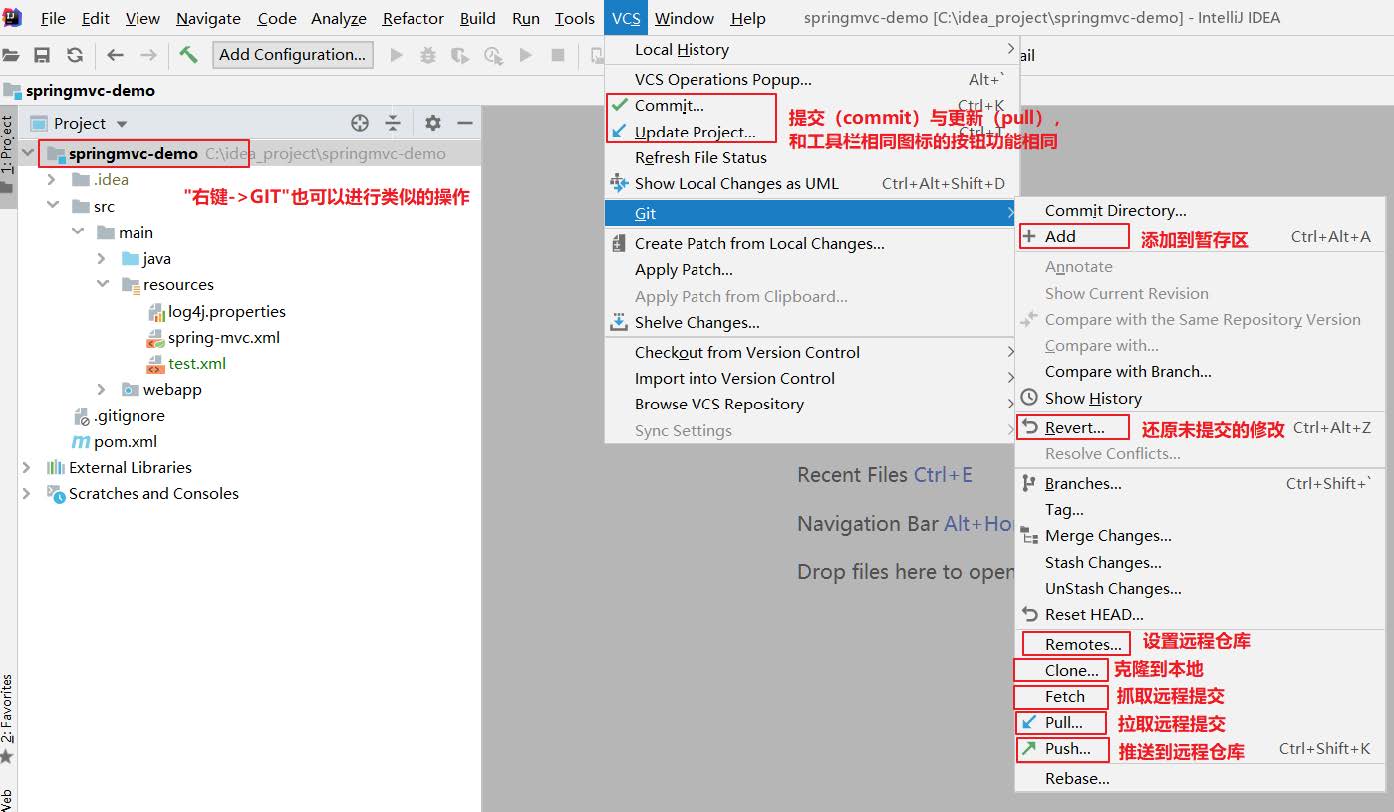 File Edit View Navigate Code Analyze Refactor Build Run Tools VCS Window Help springmvc-demo [C:\idea_project\springmvc-demo] - IntelliJ IDEA
Add Configuration...
ail
springmvc-demo
1: Project
Project
springmvc-demo C:\idea_project\springmvc-demo
.idea
"右键->GIT"也可以进行类似的操作
src
main
java
resources
log4j.properties
spring-mvc.xml
test.xml
webapp
.gitignore
pom.xml
External Libraries
Scratches and Consoles
2: Favorites
Web
Local History
VCS Operations Popup... Alt+`
Commit... Ctrl+K
Update Project... Ctrl+T
提交（commit）与更新（pull）,
和工具栏相同图标的按钮功能相同
Refresh File Status
Show Local Changes as UML Ctrl+Alt+Shift+D
Git
Create Patch from Local Changes...
Apply Patch...
Apply Patch from Clipboard...
Shelve Changes...
Checkout from Version Control
Import into Version Control
Browse VCS Repository
Sync Settings
Recent Files Ctrl+E
Navigation Bar Alt+Ho
Drop files here to open
Commit Directory...
Add 添加到暂存区 Ctrl+Alt+A
Annotate
Show Current Revision
Compare with the Same Repository Version
Compare with...
Compare with Branch...
Show History
Revert... 还原未提交的修改 Ctrl+Alt+Z
Resolve Conflicts...
Branches... Ctrl+Shift+`
Tag...
Merge Changes...
Stash Changes...
UnStash Changes...
Reset HEAD...
Remotes... 设置远程仓库
Clone... 克隆到本地
Fetch 抓取远程提交
Pull... 拉取远程提交
Push... 推送到远程仓库 Ctrl+Shift+K
Rebase...